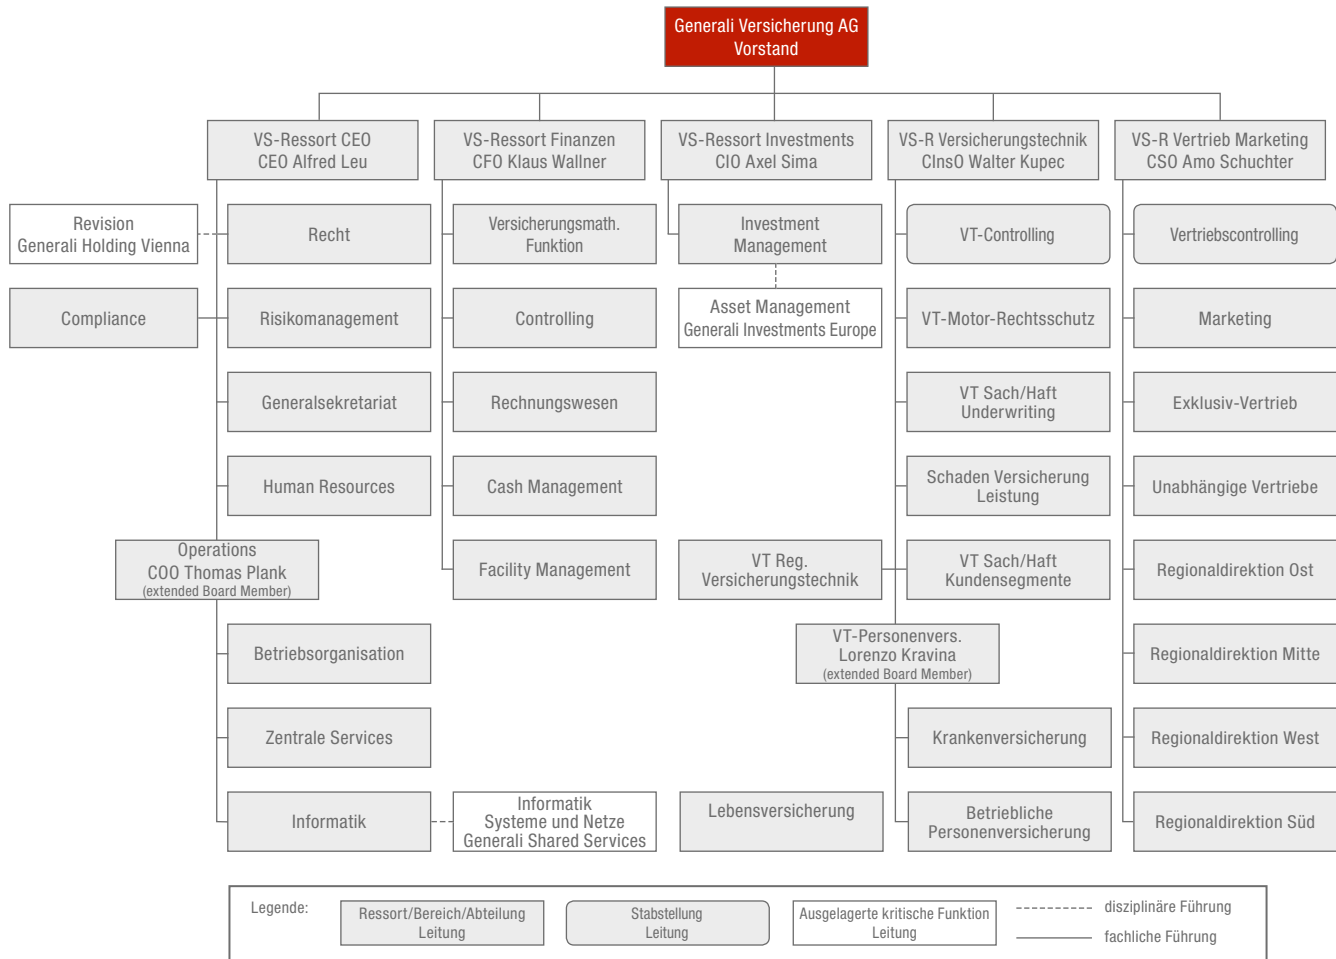 Generali Versicherung AG
Vorstand
VS-Ressort CEO
CEO Alfred Leu
VS-Ressort Finanzen
CFO Klaus Wallner
VS-Ressort Investments
CIO Axel Sima
VS-R Versicherungstechnik
CInsO Walter Kupec
VS-R Vertrieb Marketing
CSO Arno Schuchter
Revision
Generali Holding Vienna
Recht
Versicherungsmath.
Funktion
Investment
Management
VT-Controlling
Vertriebscontrolling
Compliance
Risikomanagement
Controlling
Asset Management
Generali Investments Europe
VT-Motor-Rechtsschutz
Marketing
Generalsekretariat
Rechnungswesen
VT Sach/Haft
Underwriting
Exklusiv-Vertrieb
Human Resources
Cash Management
Schaden Versicherung
Leistung
Unabhängige Vertriebe
Operations
COO Thomas Plank
(extended Board Member)
Facility Management
VT Reg.
Versicherungstechnik
VT Sach/Haft
Kundensegmente
Regionaldirektion Ost
Betriebsorganisation
VT-Personenvers.
Lorenzo Kravina
(extended Board Member)
Regionaldirektion Mitte
Zentrale Services
Krankenversicherung
Regionaldirektion West
Informatik
Informatik
Systeme und Netze
Generali Shared Services
Lebensversicherung
Betriebliche
Personenversicherung
Regionaldirektion Süd
Legende:
Ressort/Bereich/Abteilung
Leitung
Stabstellung
Leitung
Ausgelagerte kritische Funktion
Leitung
disziplinäre Führung
fachliche Führung